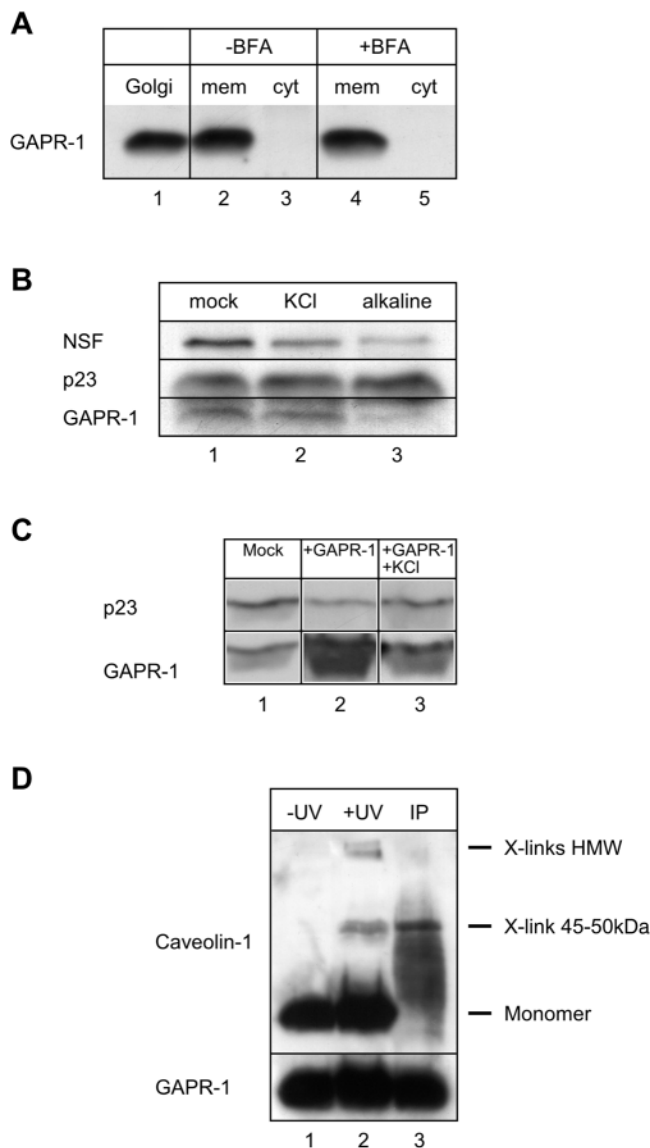 A
-BFA +BFA
Golgi mem cyt mem cyt
GAPR-1
1 2 3 4 5
B
mock KCl alkaline
NSF
p23
GAPR-1
1 2 3
C
Mock +GAPR-1 +GAPR-1
+KCl
p23
GAPR-1
1 2 3
D
-UV +UV IP
X-links HMW
Caveolin-1
X-link 45-50kDa
Monomer
GAPR-1
1 2 3